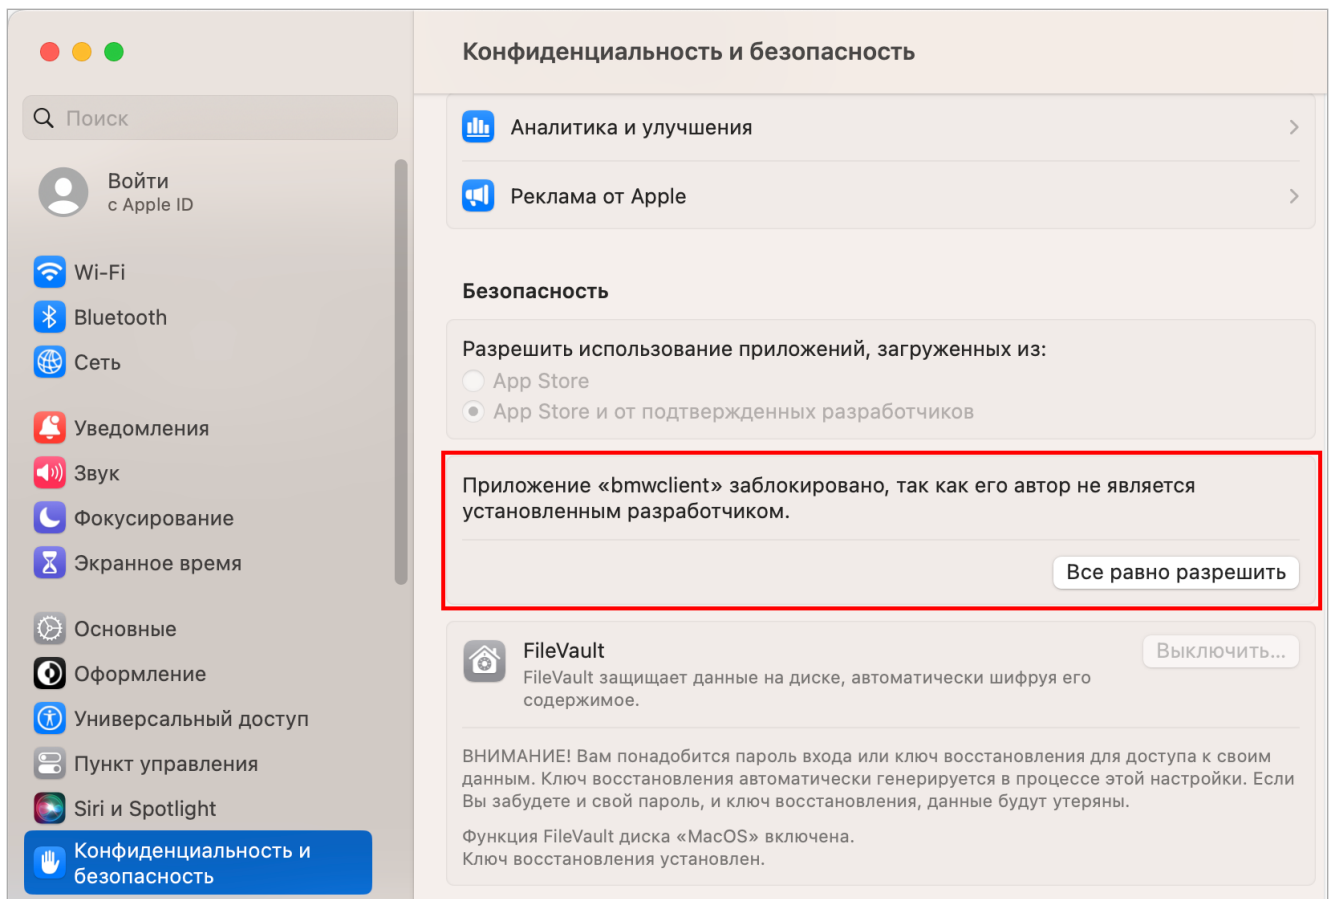 Конфиденциальность и безопасность
Поиск
Войти
с Apple ID
Wi-Fi
Bluetooth
Сеть
Уведомления
Звук
Фокусирование
Экранное время
Основные
Оформление
Универсальный доступ
Пункт управления
Siri и Spotlight
Конфиденциальность и
безопасность
Аналитика и улучшения
Реклама от Apple
Безопасность
Разрешить использование приложений, загруженных из:
App Store
App Store и от подтвержденных разработчиков
Приложение «bmwclient» заблокировано, так как его автор не является
установленным разработчиком.
Все равно разрешить
FileVault
Выключить...
FileVault защищает данные на диске, автоматически шифруя его
содержимое.
ВНИМАНИЕ! Вам понадобится пароль входа или ключ восстановления для доступа к своим
данным. Ключ восстановления автоматически генерируется в процессе этой настройки. Если
Вы забудете и свой пароль, и ключ восстановления, данные будут утеряны.
Функция FileVault диска «MacOS» включена.
Ключ восстановления установлен.